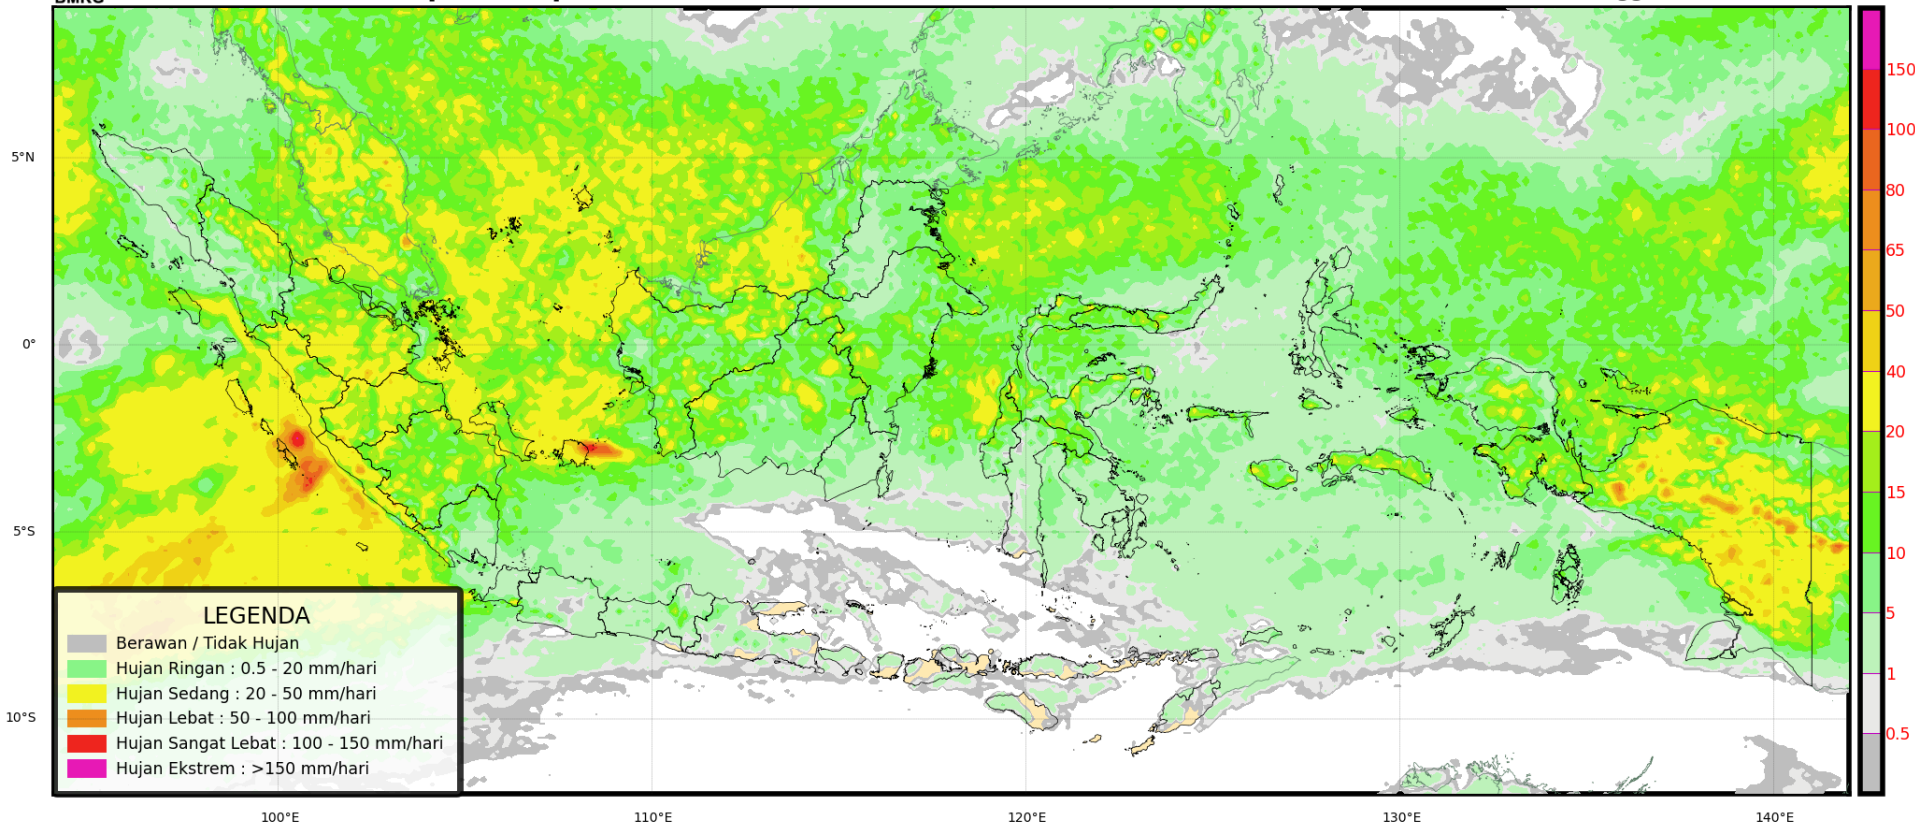 BMKG
5°N
0°
5°S
10°S
100°E
110°E
120°E
130°E
140°E
LEGENDA
Berawan / Tidak Hujan
Hujan Ringan : 0.5 - 20 mm/hari
Hujan Sedang : 20 - 50 mm/hari
Hujan Lebat : 50 - 100 mm/hari
Hujan Sangat Lebat : 100 - 150 mm/hari
Hujan Ekstrem : >150 mm/hari
150
100
80
65
50
40
20
15
10
5
1
0.5